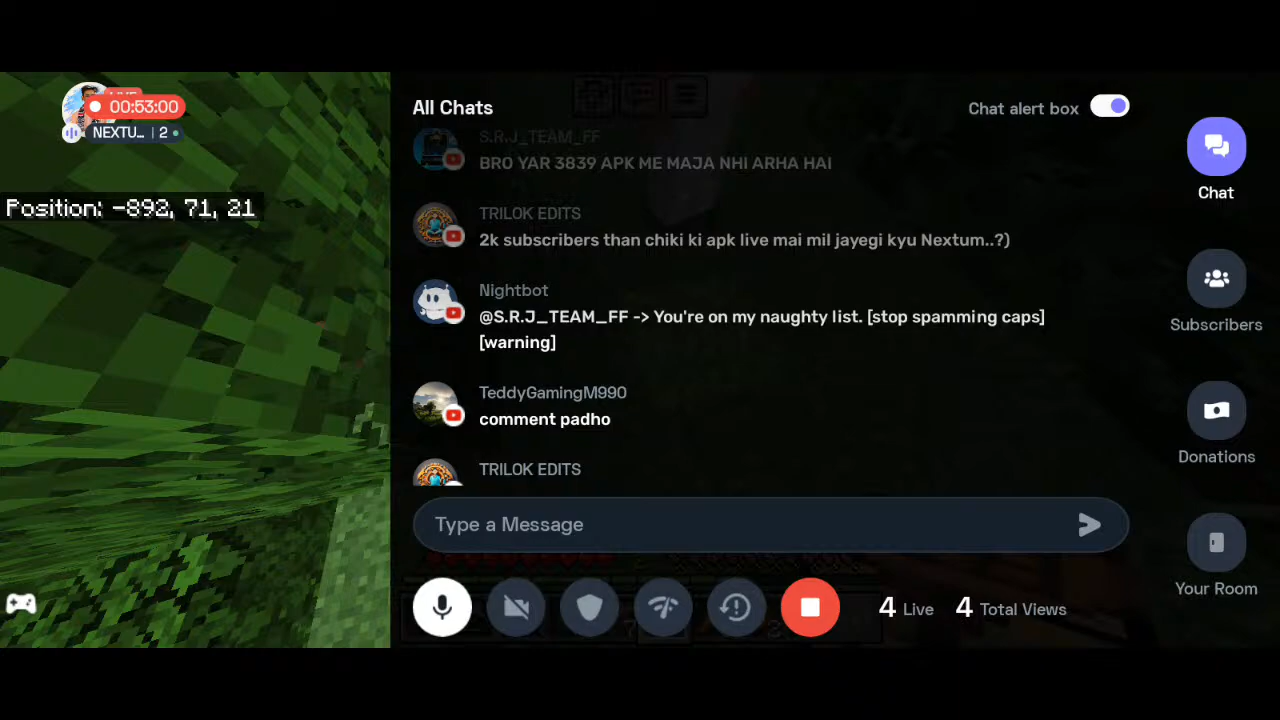 LIVE
00:53:00
NEXTU... | 2
Position: -892, 71, 21
All Chats
Chat alert box
S.R.J_TEAM_FF
BRO YAR 3839 APK ME MAJA NHI ARHA HAI
TRILOK EDITS
2k subscribers than chiki ki apk live mai mil jayegi kyu Nextum..?)
Nightbot
@S.R.J_TEAM_FF -> You're on my naughty list. [stop spamming caps]
[warning]
TeddyGamingM990
comment padho
TRILOK EDITS
Type a Message
4 Live 4 Total Views
Chat
Subscribers
Donations
Your Room